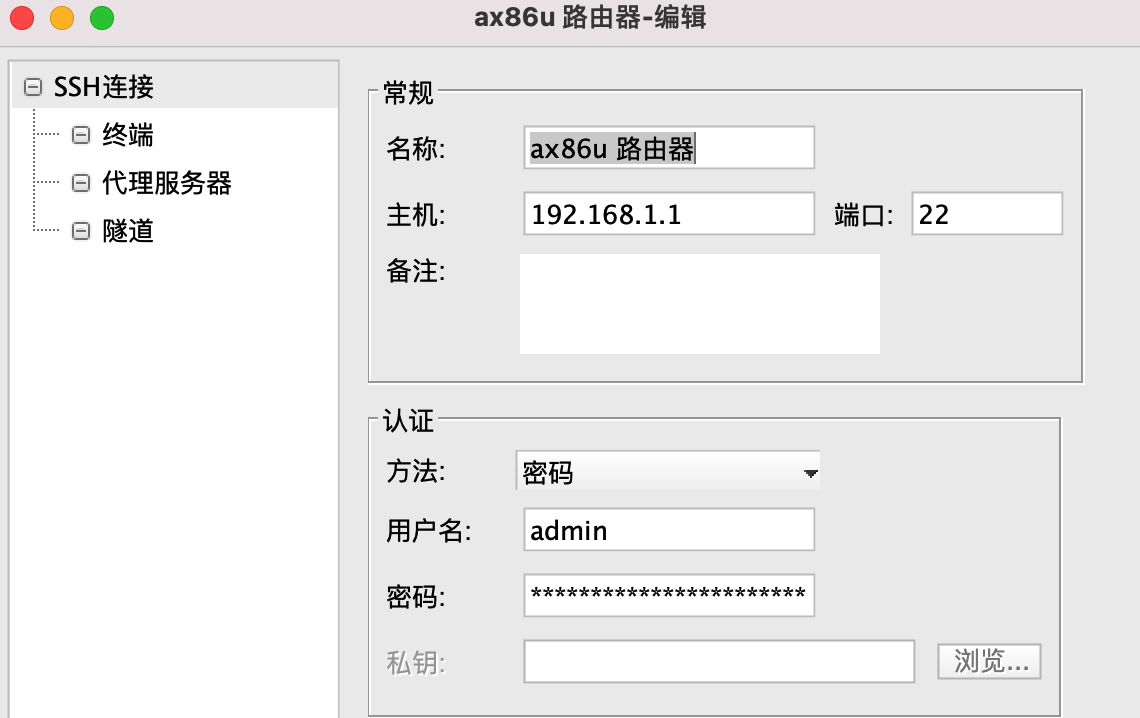 ax86u 路由器-编辑
SSH连接
终端
代理服务器
隧道
常规
名称: ax86u 路由器
主机: 192.168.1.1 端口: 22
备注:
认证
方法: 密码
用户名: admin
密码: ***********************
私钥: 浏览...